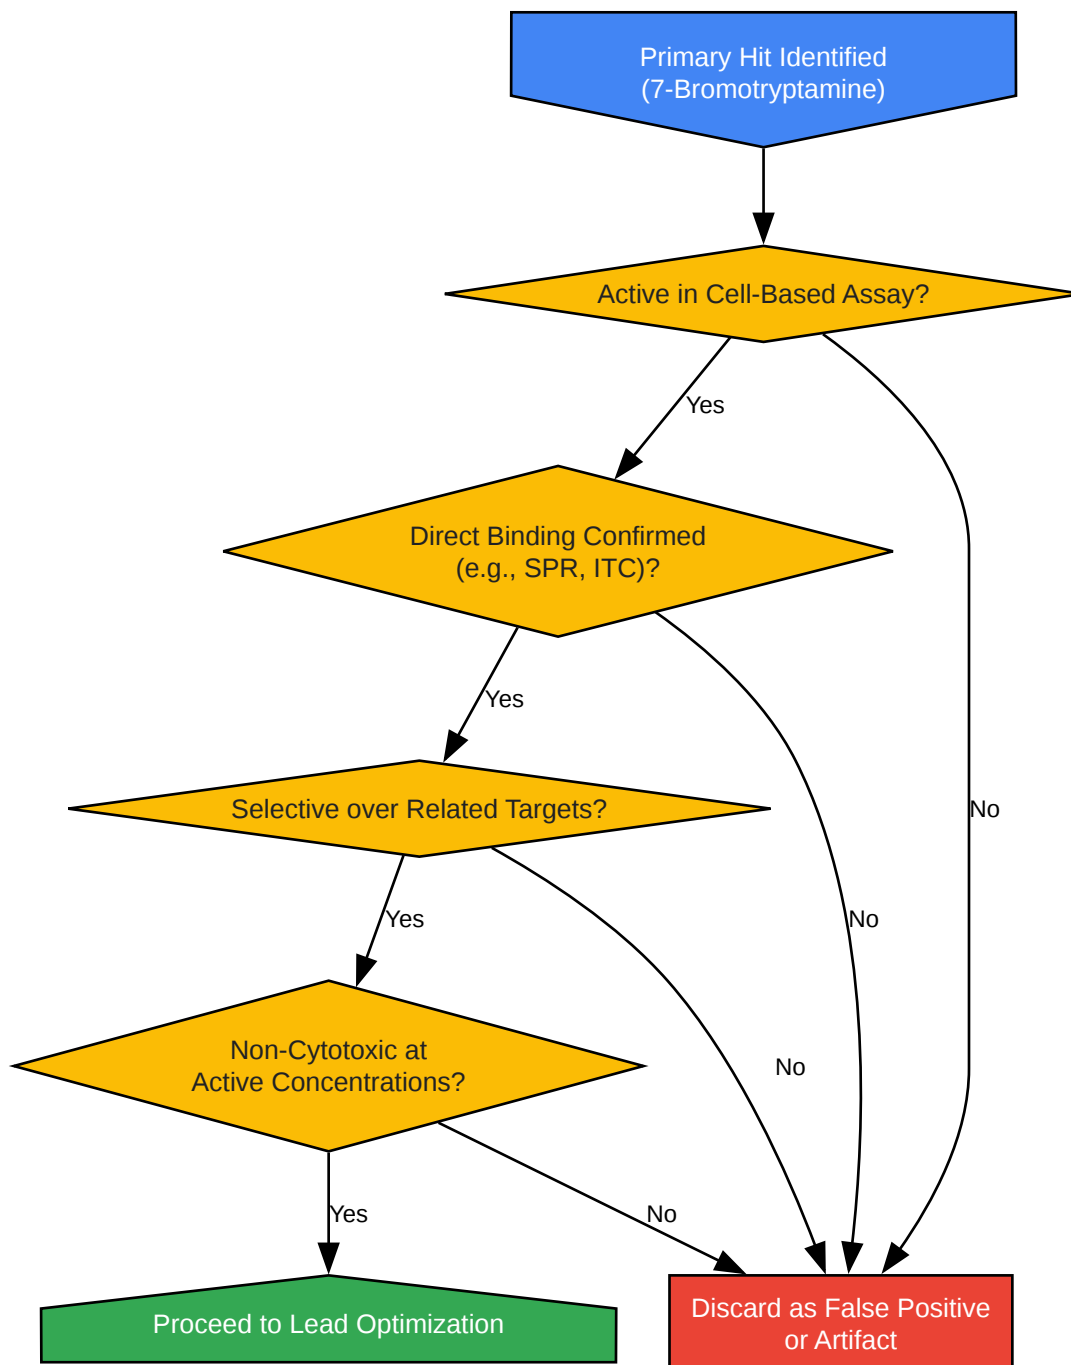 Primary Hit Identified
(7-Bromotryptamine)
Active in Cell-Based Assay?
Yes
Direct Binding Confirmed
(e.g., SPR, ITC)?
Yes
Selective over Related Targets?
No
Yes
No
Non-Cytotoxic at
Active Concentrations?
No
Yes
No
Proceed to Lead Optimization
Discard as False Positive
or Artifact